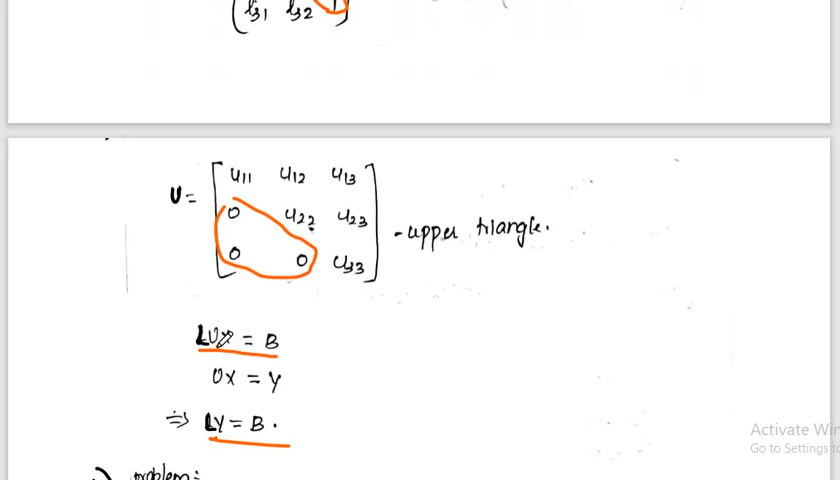 l31 l32 1
U = u11 u12 u13
0 u22 u23
0 0 u33
- upper triangle.
LUX = B
UX = Y
⇒ LY = B.
problem:
Activate Win
Go to Settings to